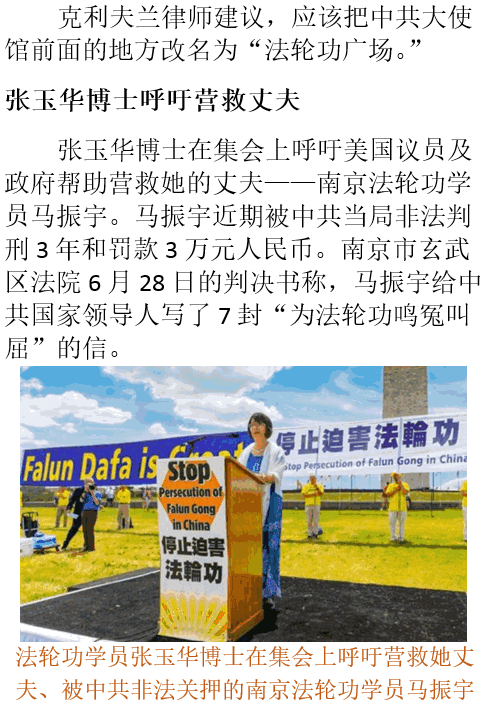 克利夫兰律师建议，应该把中共大使
馆前面的地方改名为“法轮功广场。”
张玉华博士呼吁营救丈夫
张玉华博士在集会上呼吁美国议员及
政府帮助营救她的丈夫——南京法轮功学
员马振宇。马振宇近期被中共当局非法判
刑 3 年和罚款 3 万元人民币。南京市玄武
区法院 6 月 28 日的判决书称，马振宇给中
共国家领导人写了 7 封“为法轮功鸣冤叫
屈”的信。
Falun Dafa is Great
停止迫害法輪功
Stop Persecution of Falun Gong in China
Stop
Persecution of
Falun Gong
in China
停止迫害
法輪功
法轮功学员张玉华博士在集会上呼吁营救她丈
夫、被中共非法关押的南京法轮功学员马振宇